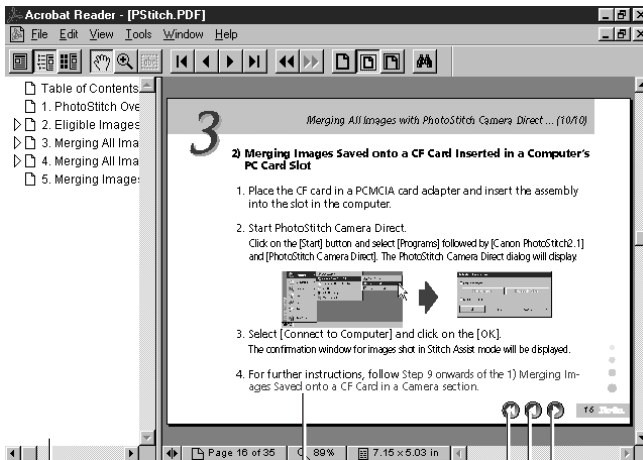 Acrobat Reader - [PStitch.PDF]
File Edit View Tools Window Help
Table of Contents
1. PhotoStitch Ove
2. Eligible Images
3. Merging All Ima
4. Merging All Ima
5. Merging Images
3
Merging All Images with PhotoStitch Camera Direct ... (10/10)
2) Merging Images Saved onto a CF Card Inserted in a Computer's
PC Card Slot
1. Place the CF card in a PCMCIA card adapter and insert the assembly
into the slot in the computer.
2. Start PhotoStitch Camera Direct.
Click on the [Start] button and select [Programs] followed by [Canon PhotoStitch2.1]
and [PhotoStitch Camera Direct]. The PhotoStitch Camera Direct dialog will display.
3. Select [Connect to Computer] and click on the [OK].
The confirmation window for images shot in Stitch Assist mode will be displayed.
4. For further instructions, follow Step 9 onwards of the 1) Merging Im-
ages Saved onto a CF Card in a Camera section.
16
Page 16 of 35 89% 7.15 x 5.03 in